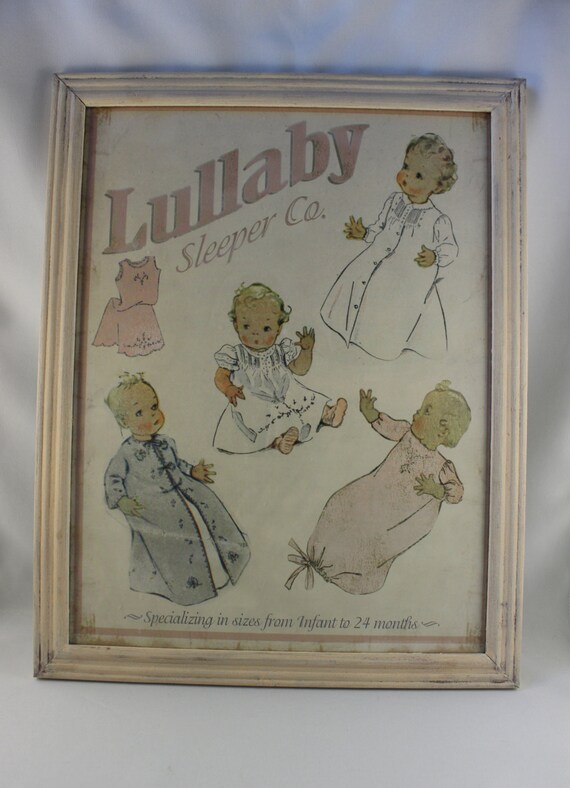 Lullaby
Sleeper Co.
~Specializing in sizes from Infant to 24 months~